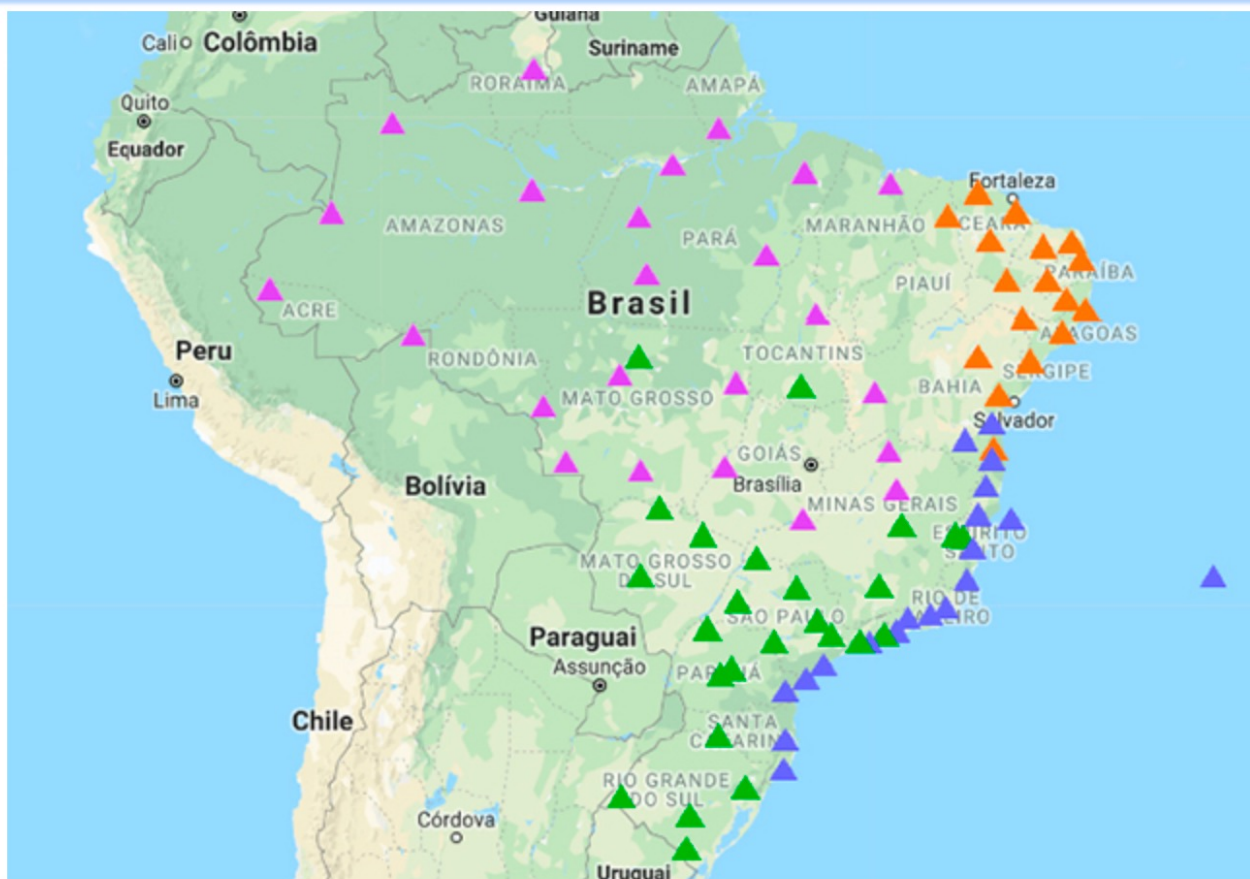 Guiana
Cali
Colômbia
Suriname
RORAIMA
AMAPÁ
Quito
Equador
Fortaleza
AMAZONAS
PARÁ
MARANHÃO
CEARÁ
PARAÍBA
PIAUÍ
ACRE
Brasil
ALAGOAS
Peru
RONDÔNIA
TOCANTINS
SERGIPE
Lima
MATO GROSSO
BAHIA
Salvador
GOIÁS
Brasília
Bolívia
MINAS GERAIS
ESPÍRITO
SANTO
MATO GROSSO
DO SUL
RIO DE
JANEIRO
SÃO PAULO
Paraguai
Assunção
PARANÁ
Chile
SANTA
CATARINA
RIO GRANDE
DO SUL
Córdova
Uruguai